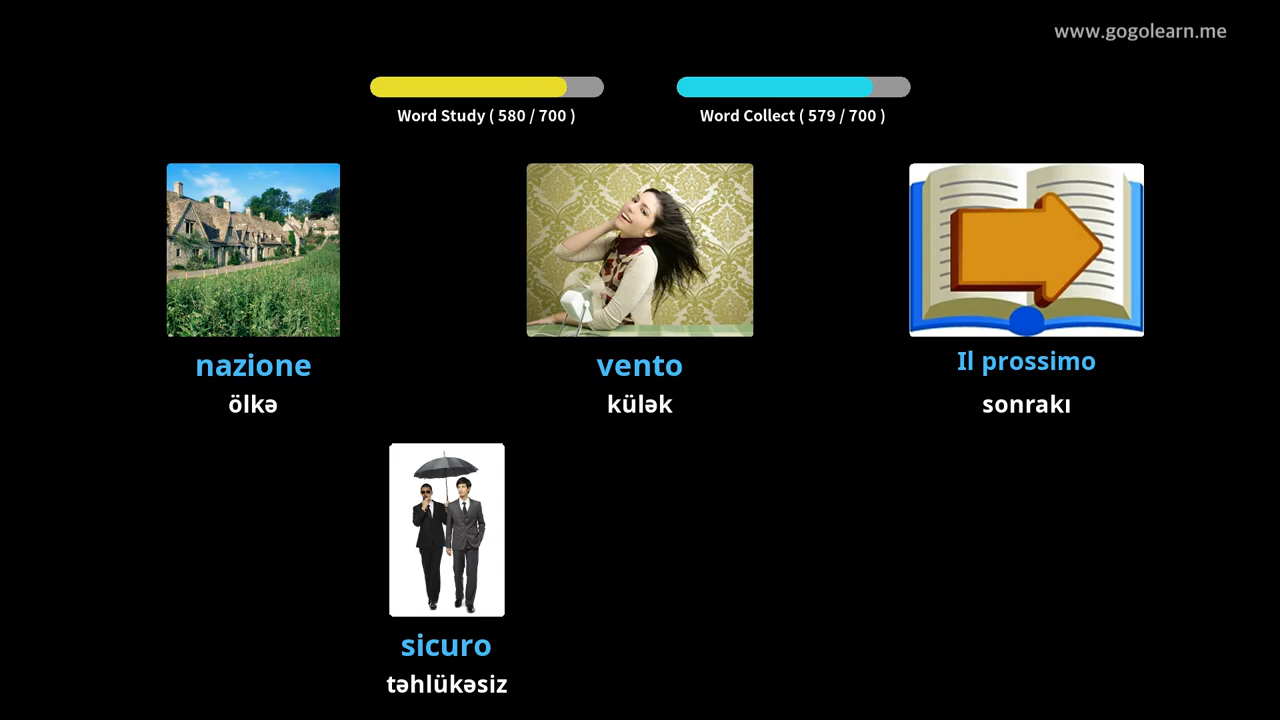 www.gogolearn.me
Word Study ( 580 / 700 )
Word Collect ( 579 / 700 )
nazione
ölkə
vento
külək
Il prossimo
sonrakı
sicuro
təhlükəsiz